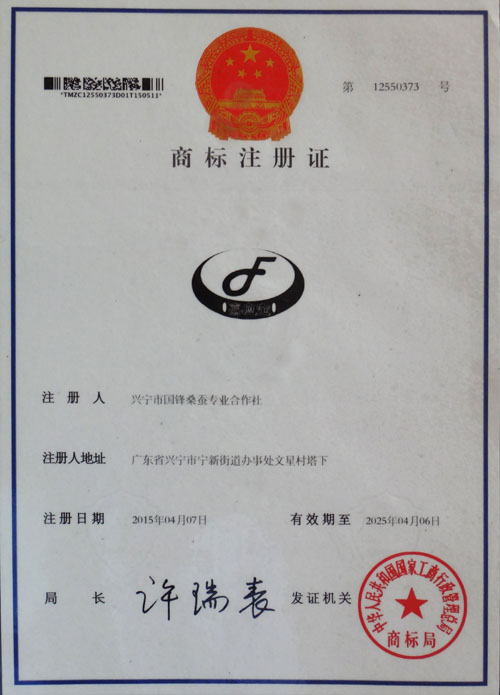 *TMZC12550373D01T150511*
第 12550373 号
商标注册证
注册人 兴宁市国锋桑蚕专业合作社
注册人地址 广东省兴宁市宁新街道办事处文星村塔下
注册日期 2015年04月07日 有效期至 2025年04月06日
局长 许瑞表 发证机关
中华人民共和国国家工商行政管理总局
商标局